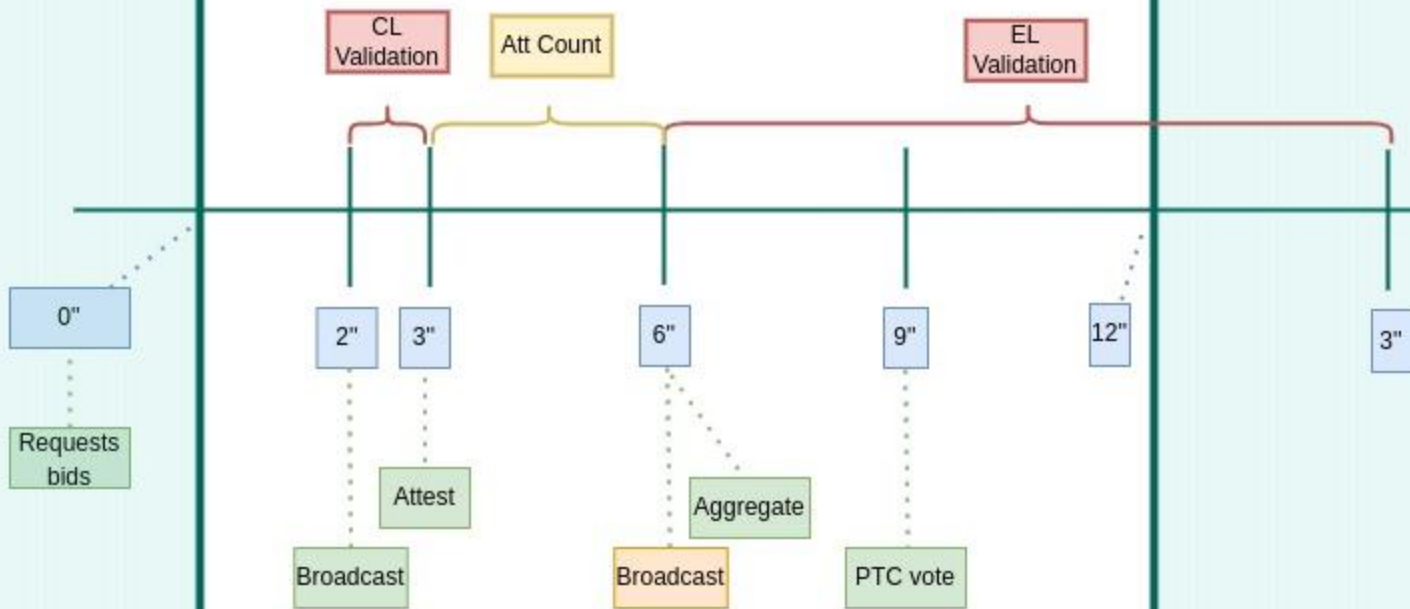 CL
Validation
Att Count
EL
Validation
0"
2"
3"
6"
9"
12"
3"
Requests
bids
Attest
Aggregate
Broadcast
Broadcast
PTC vote